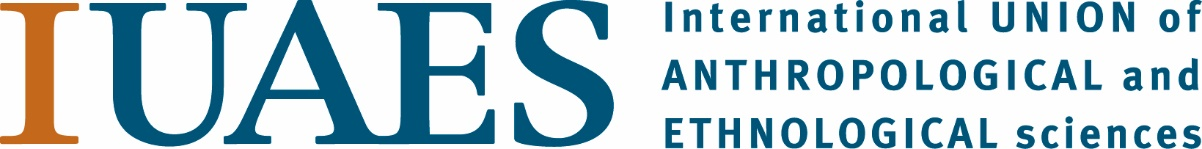 IUAES
International UNION of
ANTHROPOLOGICAL and
ETHNOLOGICAL sciences